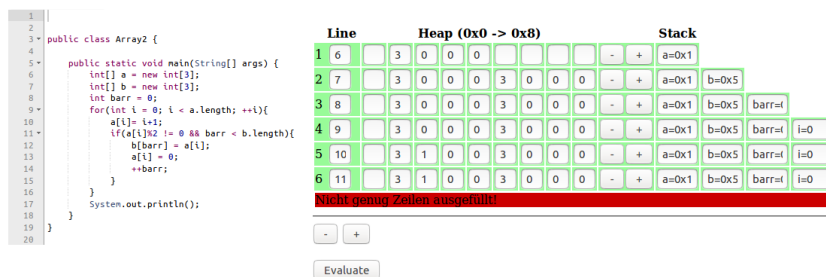 1
2
3 public class Array2 {
4
5 public static void main(String[] args) {
6 int[] a = new int[3];
7 int[] b = new int[3];
8 int barr = 0;
9 for(int i = 0; i < a.length; ++i){
10 a[i]= i+1;
11 if(a[i]%2 != 0 && barr < b.length){
12 b[barr] = a[i];
13 a[i] = 0;
14 ++barr;
15 }
16 }
17 System.out.println();
18 }
19 }
20
Line Heap (0x0 -> 0x8) Stack
1 6 3 0 0 0 - + a=0x1
2 7 3 0 0 0 3 0 0 0 - + a=0x1 b=0x5
3 8 3 0 0 0 3 0 0 0 - + a=0x1 b=0x5 barr=(
4 9 3 0 0 0 3 0 0 0 - + a=0x1 b=0x5 barr=( i=0
5 10 3 1 0 0 3 0 0 0 - + a=0x1 b=0x5 barr=( i=0
6 11 3 1 0 0 3 0 0 0 - + a=0x1 b=0x5 barr=( i=0
Nicht genug Zeilen ausgefüllt!
- +
Evaluate